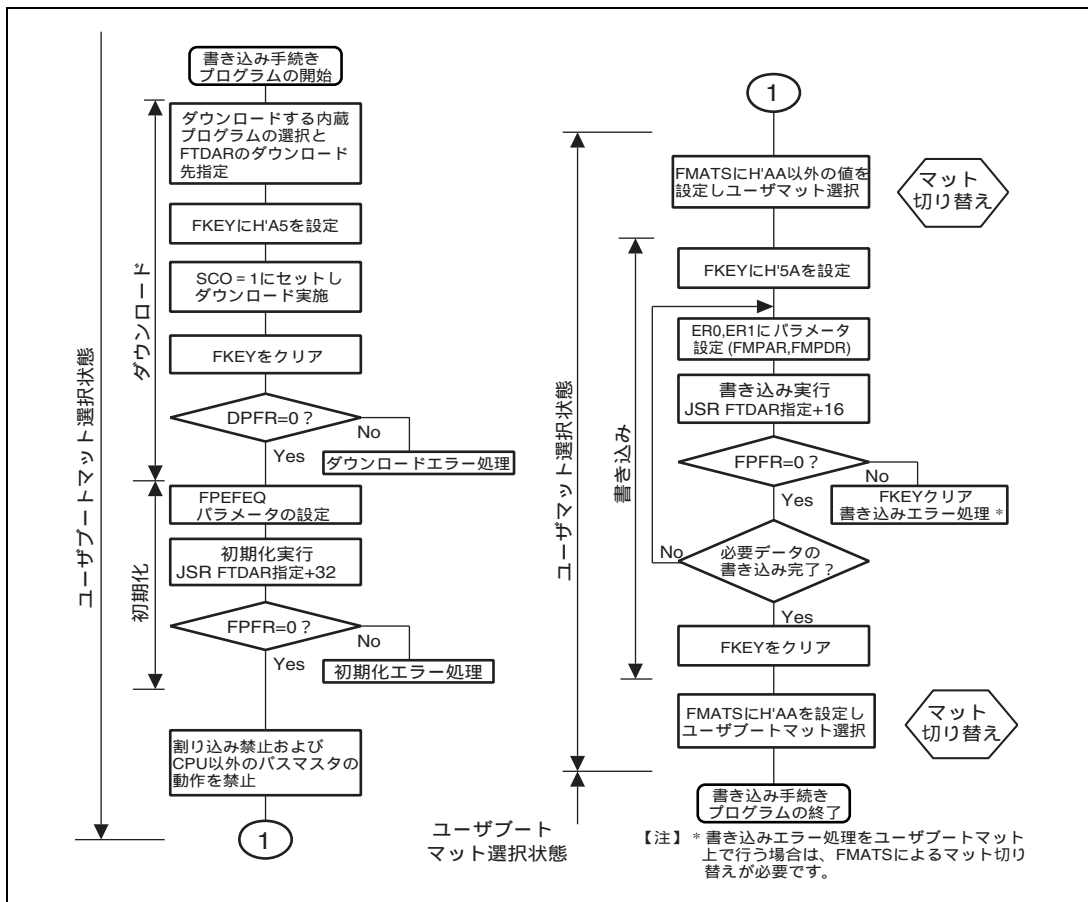 書き込み手続き
プログラムの開始
ダウンロードする内蔵
プログラムの選択と
FTDARのダウンロード
先指定
FKEYにH'A5を設定
SCO = 1にセットし
ダウンロード実施
FKEYをクリア
DPFR=0？
No
Yes
ダウンロードエラー処理
FPEFEQ
パラメータの設定
初期化実行
JSR FTDAR指定+32
FPFR=0？
No
Yes
初期化エラー処理
割り込み禁止および
CPU以外のバスマスタの
動作を禁止
1
ダウンロード
初期化
ユーザブートマット選択状態
1
FMATSにH'AA以外の値を
設定しユーザマット選択
マット
切り替え
FKEYにH'5Aを設定
ER0,ER1にパラメータ
設定 (FMPAR,FMPDR)
書き込み実行
JSR FTDAR指定+16
FPFR=0？
No
Yes
FKEYクリア
書き込みエラー処理 *
No
必要データの
書き込み完了？
Yes
FKEYをクリア
FMATSにH'AAを設定し
ユーザブートマット選択
マット
切り替え
書き込み手続き
プログラムの終了
書き込み
ユーザマット選択状態
ユーザブート
マット選択状態
【注】 * 書き込みエラー処理をユーザブートマット
上で行う場合は、FMATSによるマット切り
替えが必要です。